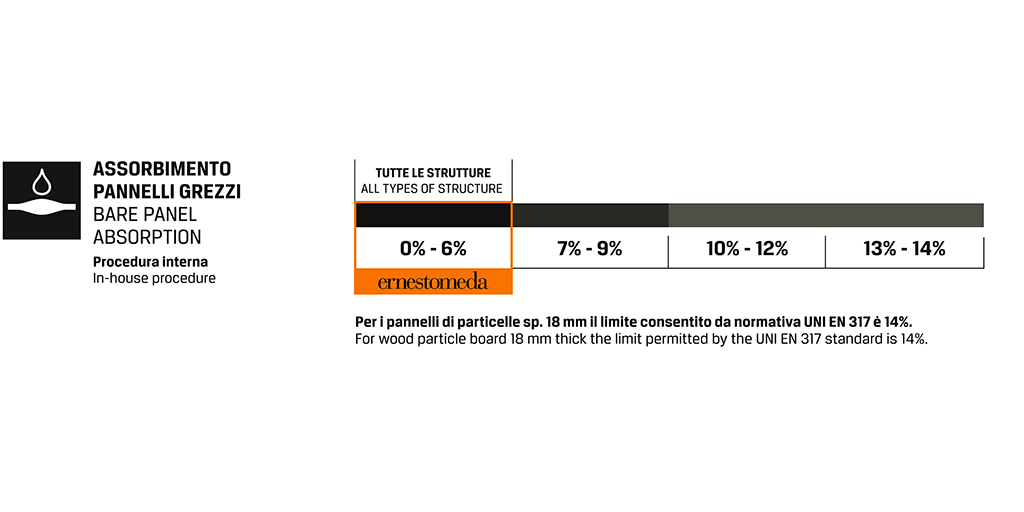 ASSORBIMENTO
PANNELLI GREZZI
BARE PANEL
ABSORPTION
Procedura interna
In-house procedure
TUTTE LE STRUTTURE
ALL TYPES OF STRUCTURE
0% - 6%
7% - 9%
10% - 12%
13% - 14%
ernestomeda
Per i pannelli di particelle sp. 18 mm il limite consentito da normativa UNI EN 317 è 14%.
For wood particle board 18 mm thick the limit permitted by the UNI EN 317 standard is 14%.